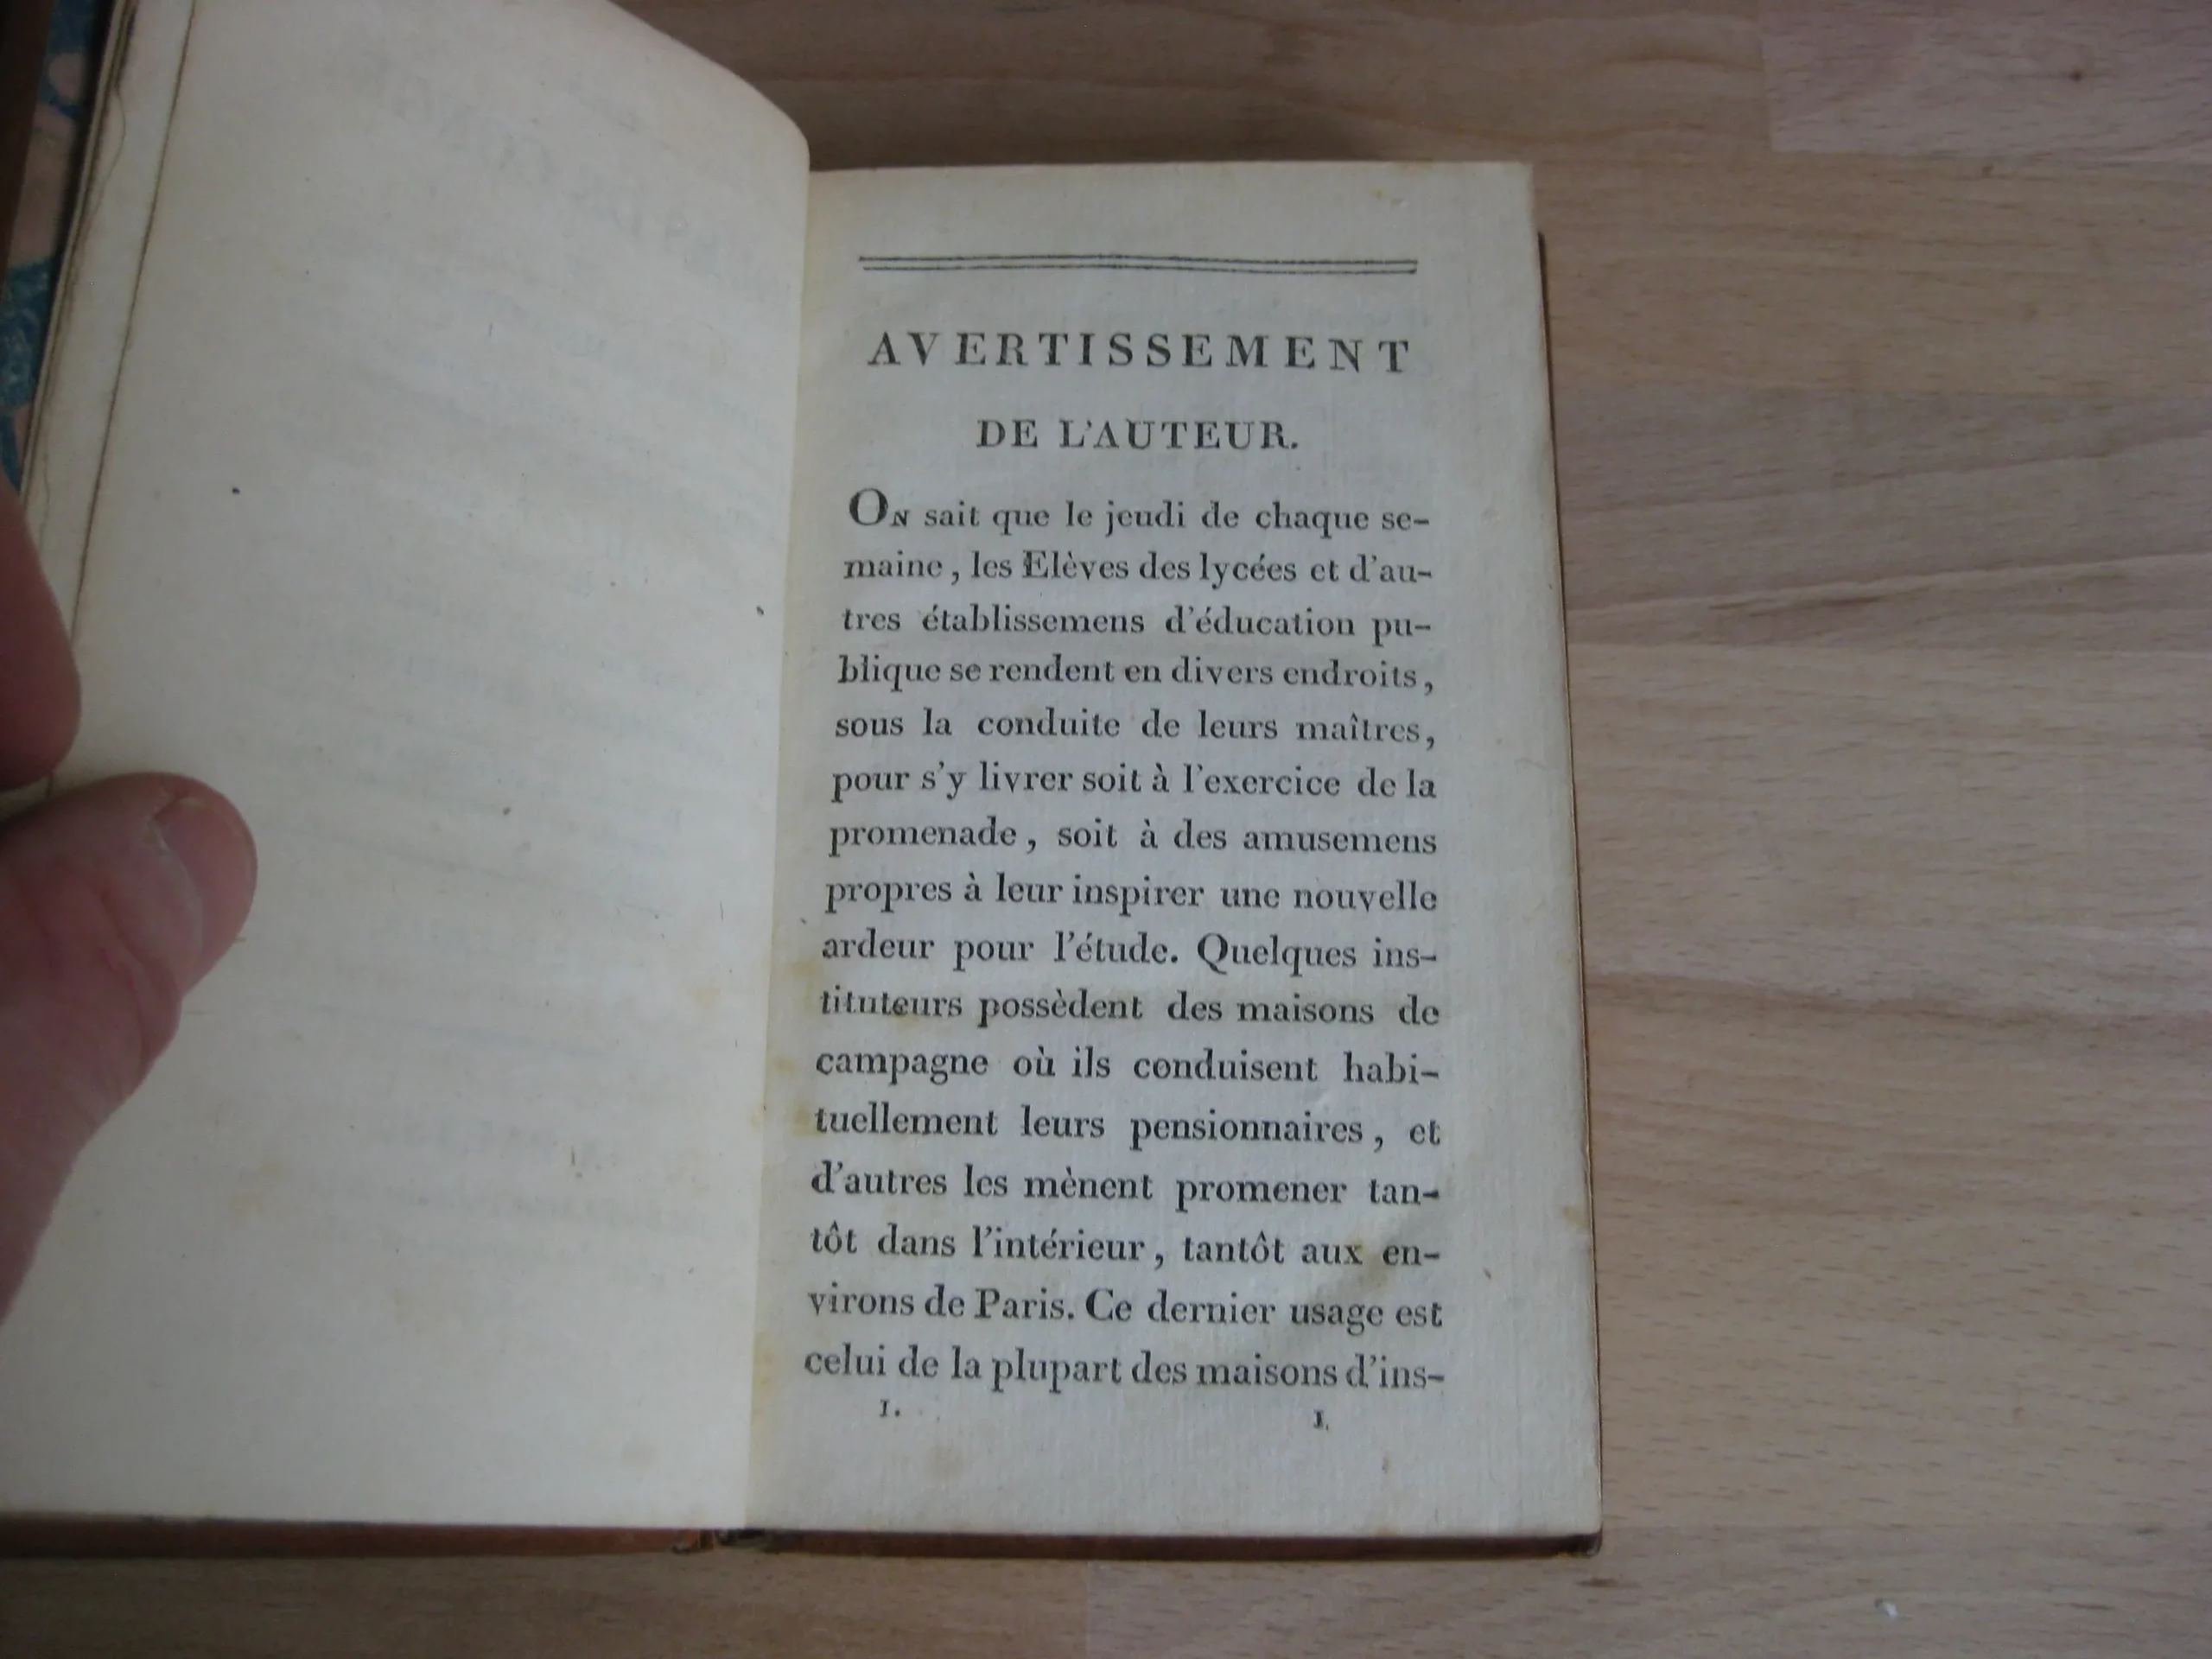 AVERTISSEMENT
DE L'AUTEUR.
ON sait que le jeudi de chaque se-
maine, les Elèves des lycées et d'au-
tres établissemens d'éducation pu-
blique se rendent en divers endroits,
sous la conduite de leurs maîtres,
pour s'y livrer soit à l'exercice de la
promenade, soit à des amusemens
propres à leur inspirer une nouvelle
ardeur pour l'étude. Quelques ins-
tituteurs possèdent des maisons de
campagne où ils conduisent habi-
tuellement leurs pensionnaires, et
d'autres les mènent promener tan-
tôt dans l'intérieur, tantôt aux en-
virons de Paris. Ce dernier usage est
celui de la plupart des maisons d'ins-
1. 1.